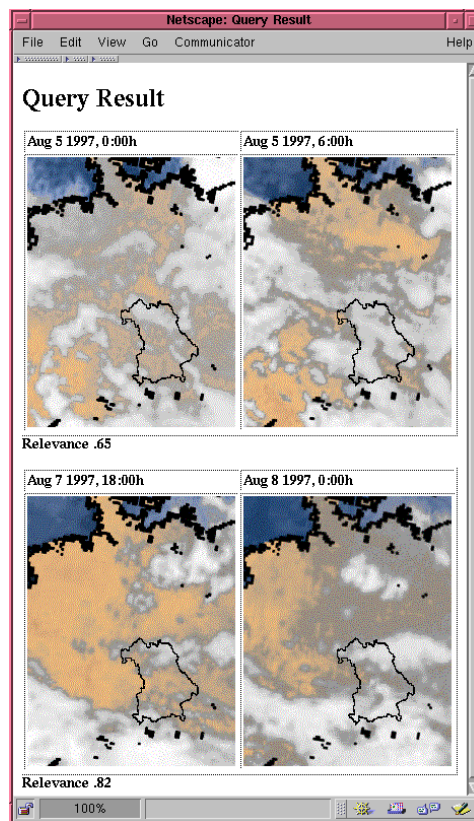 Netscape: Query Result
File Edit View Go Communicator Help
Query Result
Aug 5 1997, 0:00h Aug 5 1997, 6:00h
Relevance .65
Aug 7 1997, 18:00h Aug 8 1997, 0:00h
Relevance .82
100%